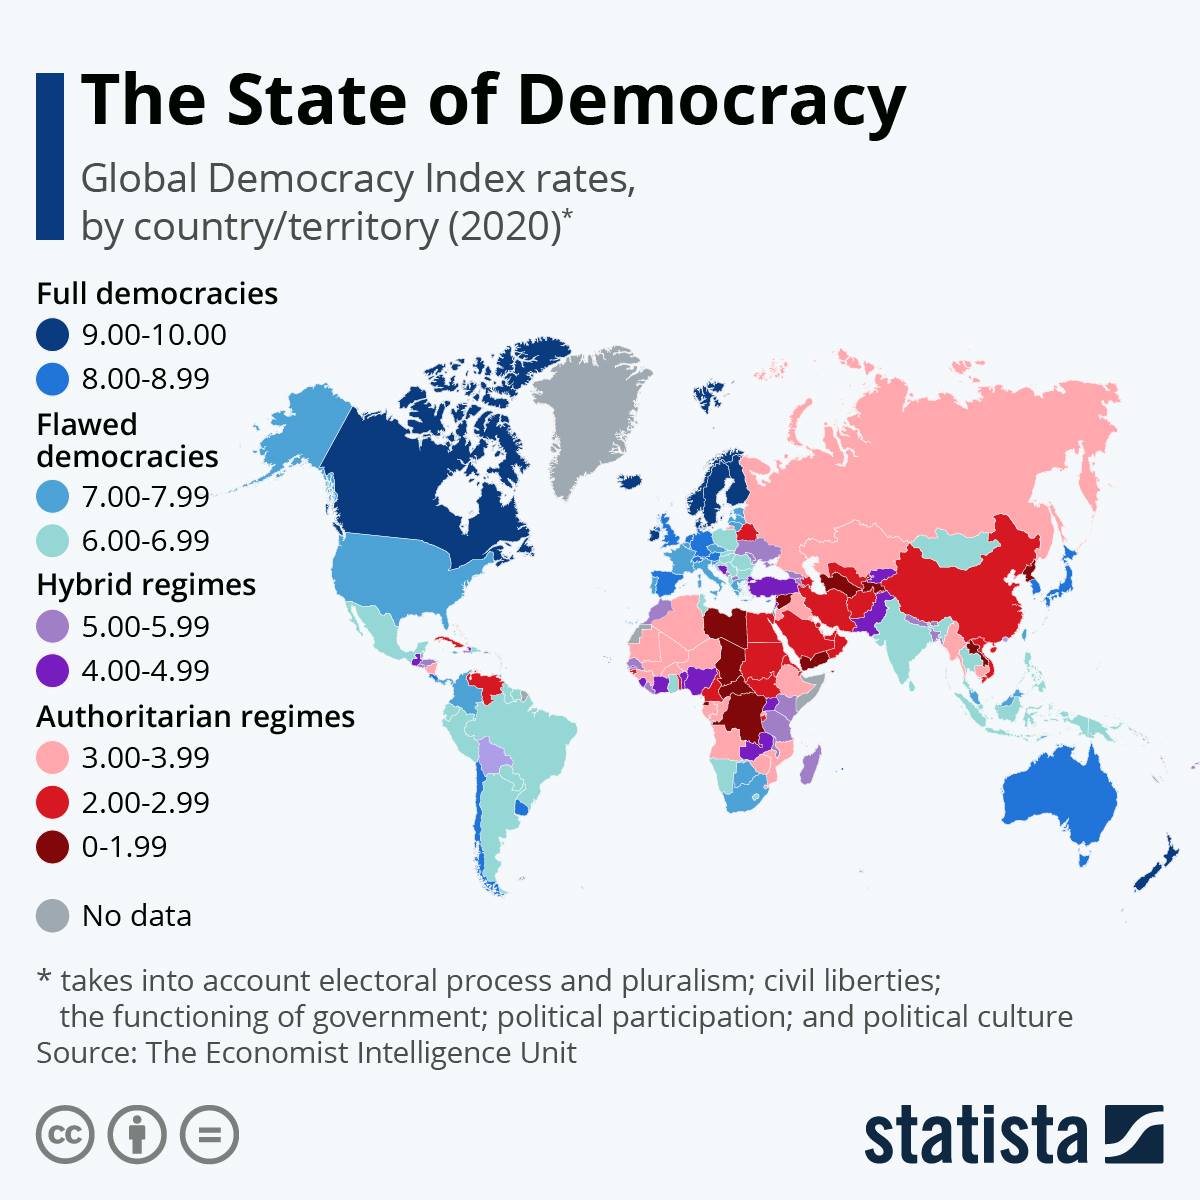 The State of Democracy
Global Democracy Index rates,
by country/territory (2020)*
Full democracies
9.00-10.00
8.00-8.99
Flawed
democracies
7.00-7.99
6.00-6.99
Hybrid regimes
5.00-5.99
4.00-4.99
Authoritarian regimes
3.00-3.99
2.00-2.99
0-1.99
No data
* takes into account electoral process and pluralism; civil liberties;
the functioning of government; political participation; and political culture
Source: The Economist Intelligence Unit
cc
=
statista